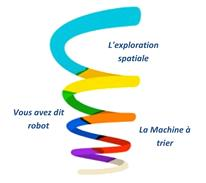 L'exploration
spatiale
Vous avez dit
robot
La Machine à
trier